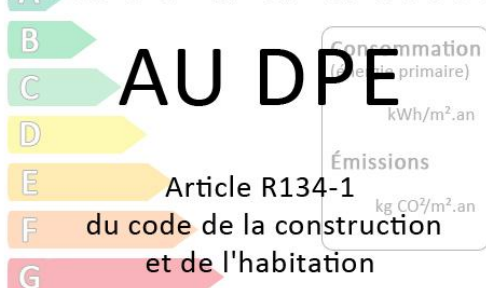 A
B
C
D
E
F
G
Consommation
(énergie primaire)
kWh/m².an
Émissions
kg CO²/m².an
AU DPE
Article R134-1
du code de la construction
et de l'habitation